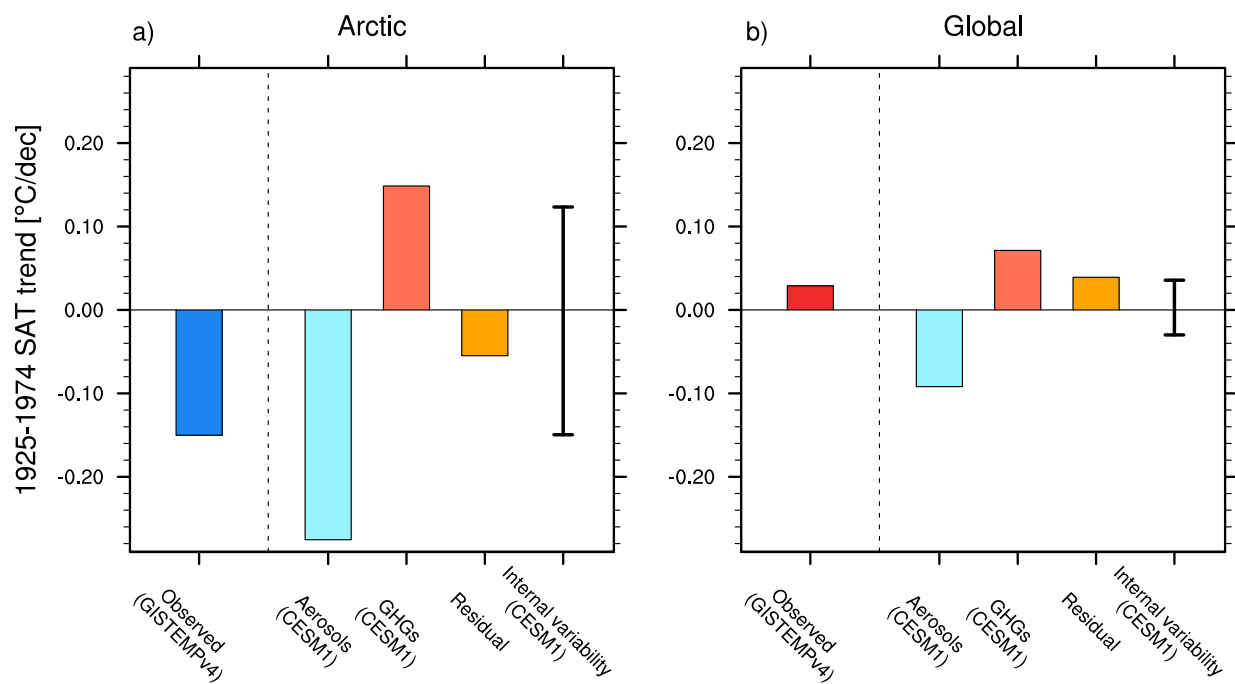 a)
Arctic
b)
Global
1925-1974 SAT trend [°C/dec]
0.20
0.10
0.00
-0.10
-0.20
0.20
0.10
0.00
-0.10
-0.20
Observed
(GISTEMPv4)
Aerosols
(CESM1)
GHGs
(CESM1)
Residual
Internal variability
(CESM1)
Observed
(GISTEMPv4)
Aerosols
(CESM1)
GHGs
(CESM1)
Residual
Internal variability
(CESM1)